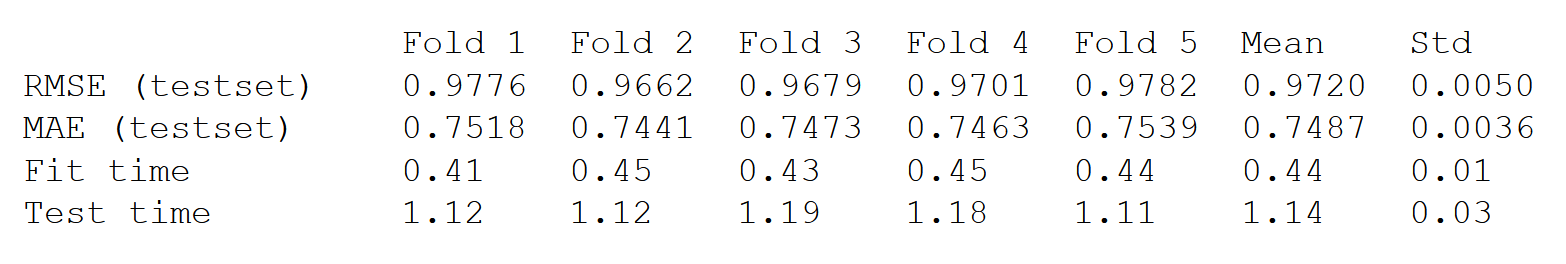 Fold 1 Fold 2 Fold 3 Fold 4 Fold 5 Mean Std
RMSE (testset) 0.9776 0.9662 0.9679 0.9701 0.9782 0.9720 0.0050
MAE (testset) 0.7518 0.7441 0.7473 0.7463 0.7539 0.7487 0.0036
Fit time 0.41 0.45 0.43 0.45 0.44 0.44 0.01
Test time 1.12 1.12 1.19 1.18 1.11 1.14 0.03